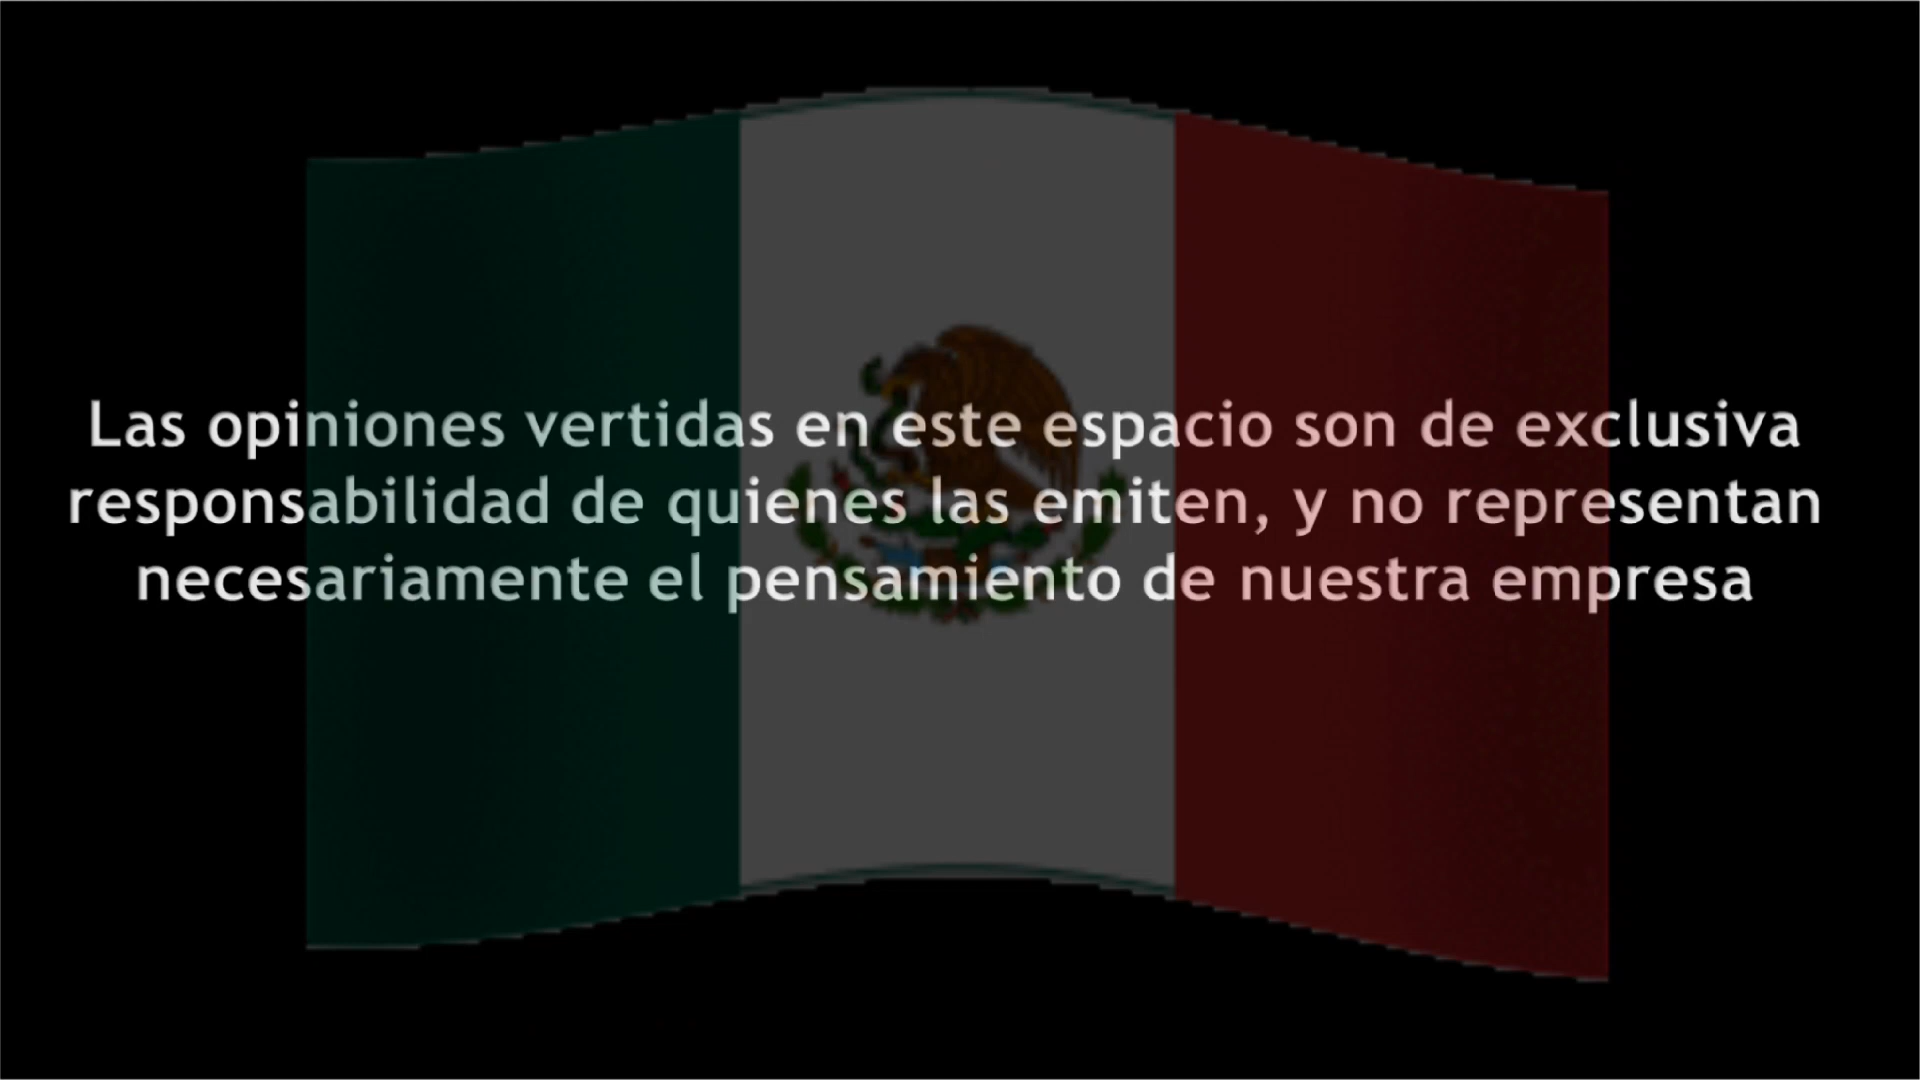 Las opiniones vertidas en este espacio son de exclusiva
responsabilidad de quienes las emiten, y no representan
necesariamente el pensamiento de nuestra empresa